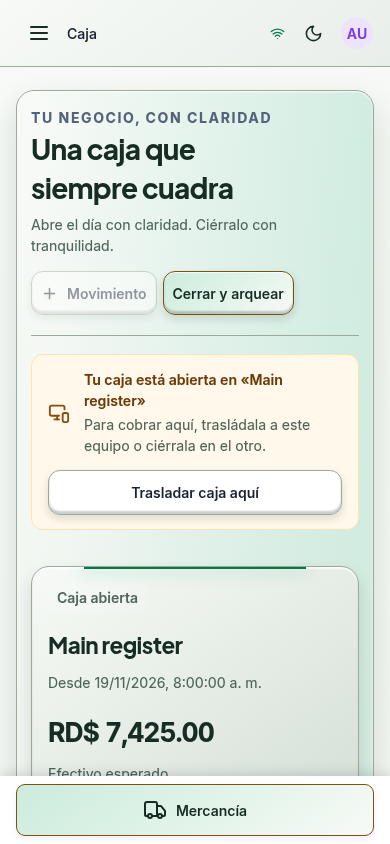 Caja
AU
TU NEGOCIO, CON CLARIDAD
Una caja que
siempre cuadra
Abre el día con claridad. Ciérralo con
tranquilidad.
Movimiento
Cerrar y arquear
Tu caja está abierta en «Main
register»
Para cobrar aquí, trasládala a este
equipo o ciérrala en el otro.
Trasladar caja aquí
Caja abierta
Main register
Desde 19/11/2026, 8:00:00 a. m.
RD$ 7,425.00
Efectivo esperado
Mercancía